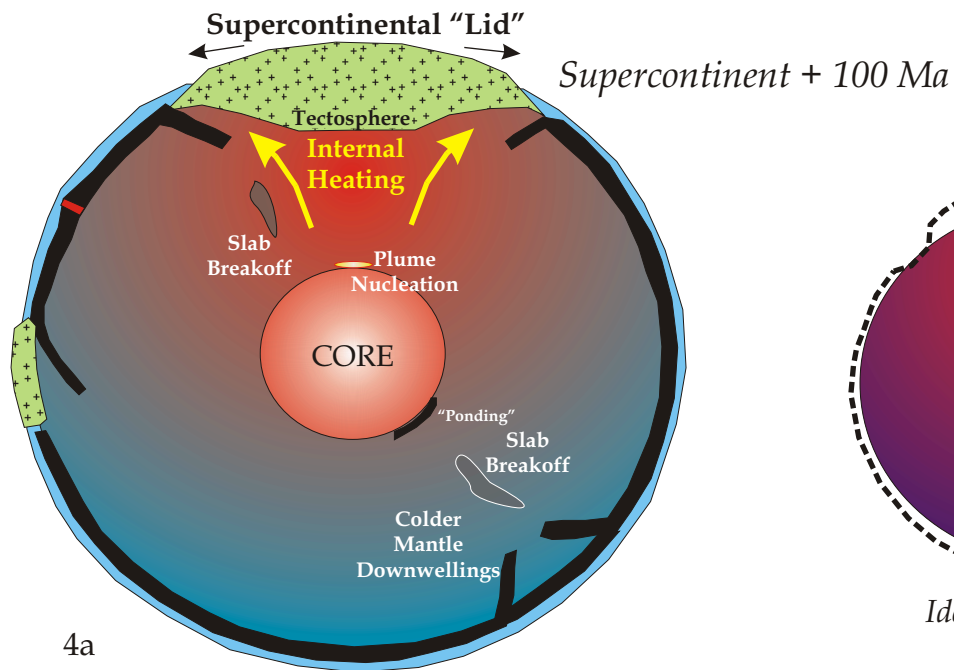 Supercontinental “Lid”
Supercontinent + 100 Ma
Tectosphere
Internal
Heating
Slab
Breakoff
Plume
Nucleation
CORE
“Ponding”
Slab
Breakoff
Colder
Mantle
Downwellings
4a